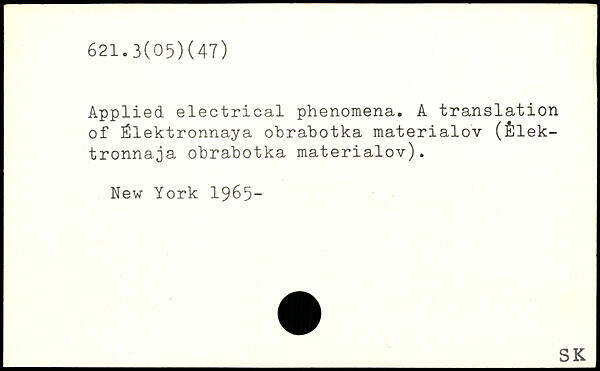 621.3(05)(47)
Applied electrical phenomena. A translation
of Élektronnaya obrabotka materialov (Ėlek-
tronnaja obrabotka materialov).
New York 1965-
SK